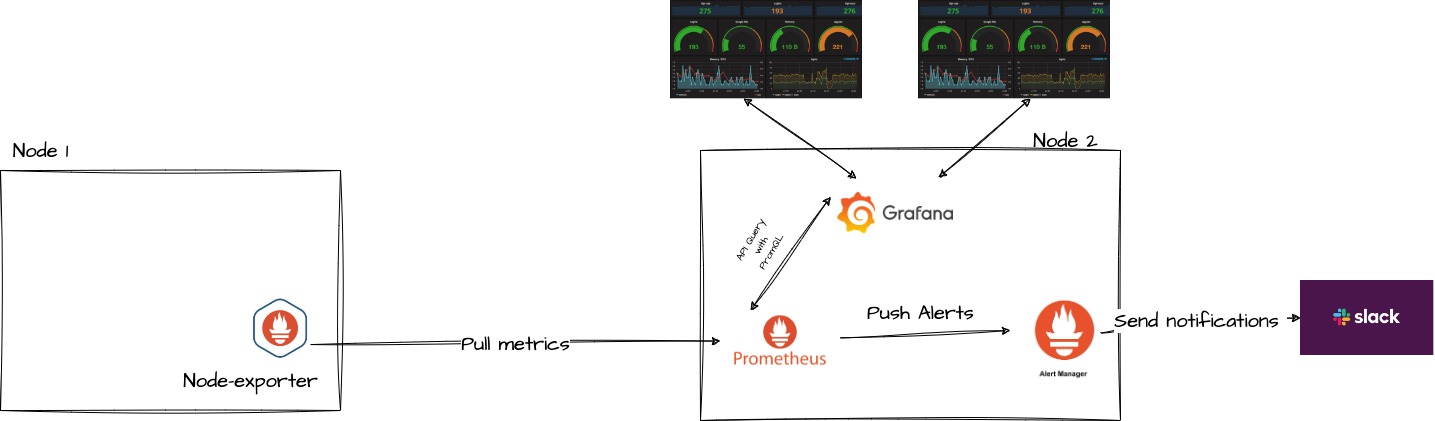 275
193
276
193
55
110 B
221
275
193
276
193
55
110 B
221
Node 1
Node 2
Grafana
API Query
with
PromQL
Prometheus
Push Alerts
Alert Manager
Send notifications
slack
Pull metrics
Node-exporter